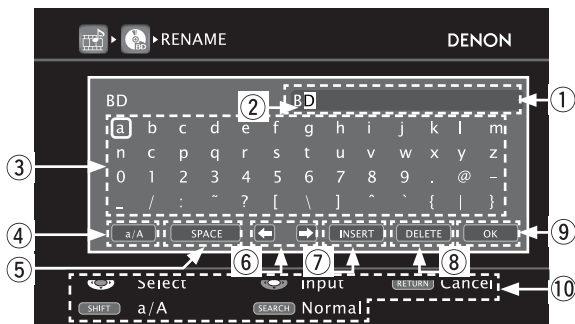 BD
RENAME DENON
BD BD ①
②
a b c d e f g h i j k l m
n c p q r s t u v w x y z
③
0 1 2 3 4 5 6 7 8 9 . @ –
_ / : ~ ? [ \ ] ^ ` { | }
④ a/A SPACE INSERT DELETE OK ⑨
⑤ ⑥ ⑦ ⑧
Select Input RETURN Cancel ⑩
SHIFT a/A SEARCH Normal